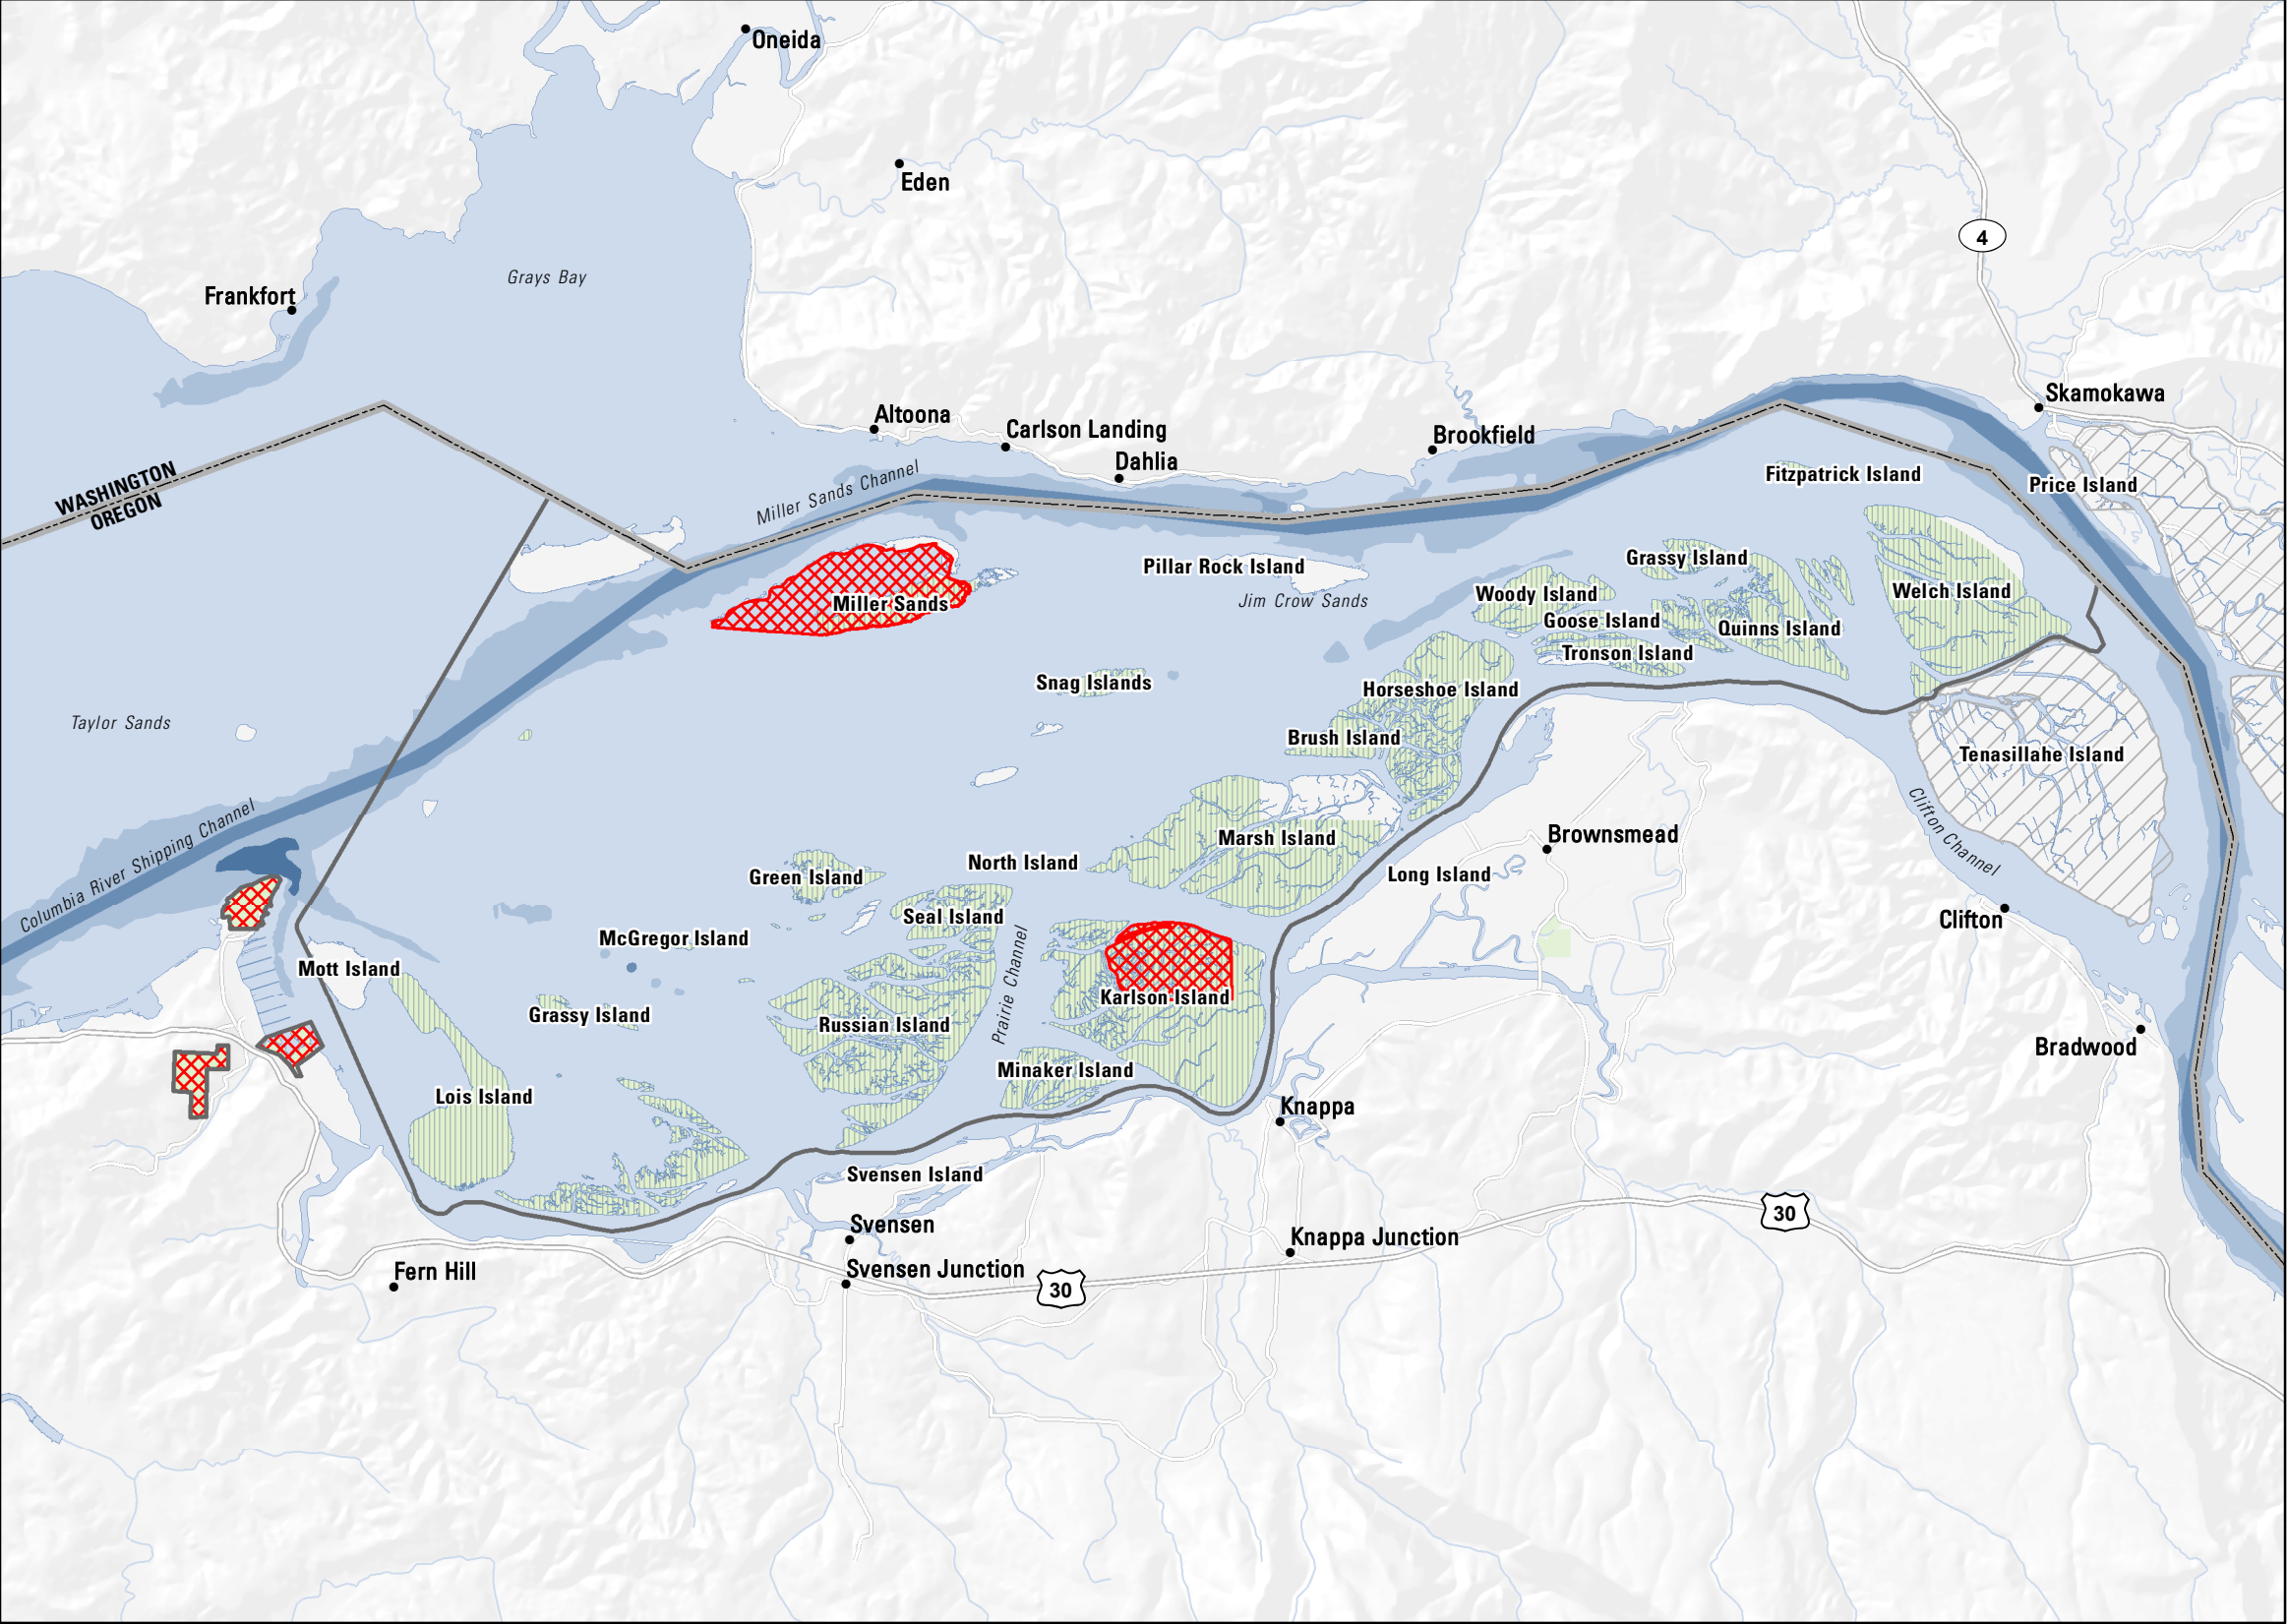 Oneida
Eden
4
Grays Bay
Frankfort
Skamokawa
Altoona
Carlson Landing
Brookfield
Dahlia
WASHINGTON
OREGON
Miller Sands Channel
Fitzpatrick Island
Price Island
Pillar Rock Island
Grassy Island
Jim Crow Sands
Woody Island
Welch Island
Miller Sands
Goose Island
Quinns Island
Tronson Island
Snag Islands
Horseshoe Island
Taylor Sands
Brush Island
Tenasillahe Island
Columbia River Shipping Channel
Clifton Channel
Marsh Island
Brownsmead
North Island
Green Island
Long Island
Seal Island
Clifton
McGregor Island
Mott Island
Prairie Channel
Karlson Island
Grassy Island
Russian Island
Bradwood
Minaker Island
Lois Island
Knappa
Svensen Island
30
Svensen
Knappa Junction
Fern Hill
Svensen Junction
30